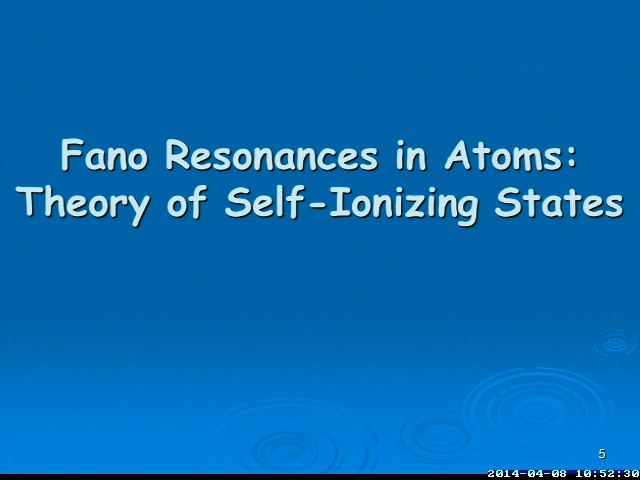 Fano Resonances in Atoms:
Theory of Self-Ionizing States
5
2014-04-08 10:52:30